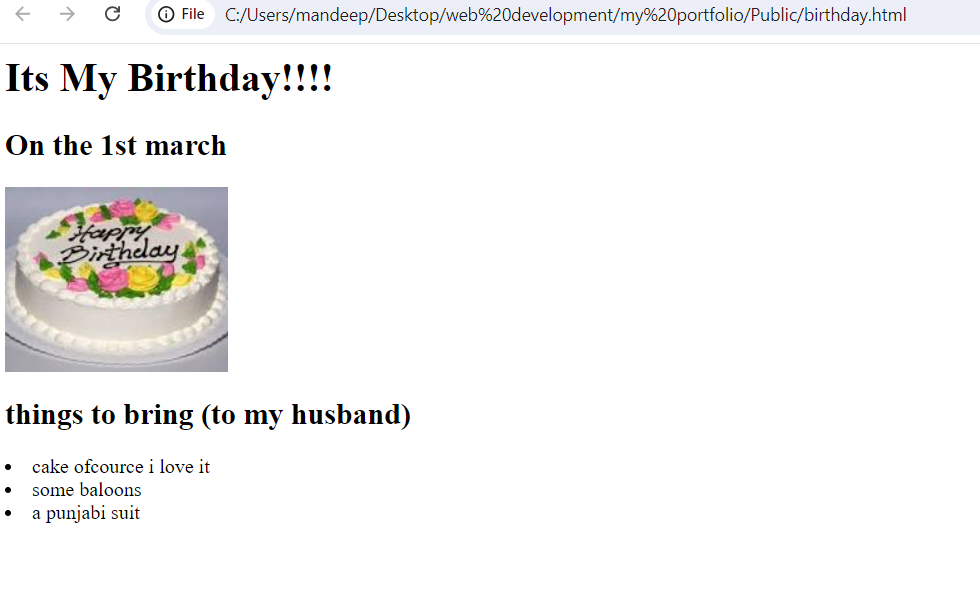 File C:/Users/mandeep/Desktop/web%20development/my%20portfolio/Public/birthday.html
Its My Birthday!!!!
On the 1st march
Happy
Birthday
things to bring (to my husband)
cake ofcource i love it
some baloons
a punjabi suit